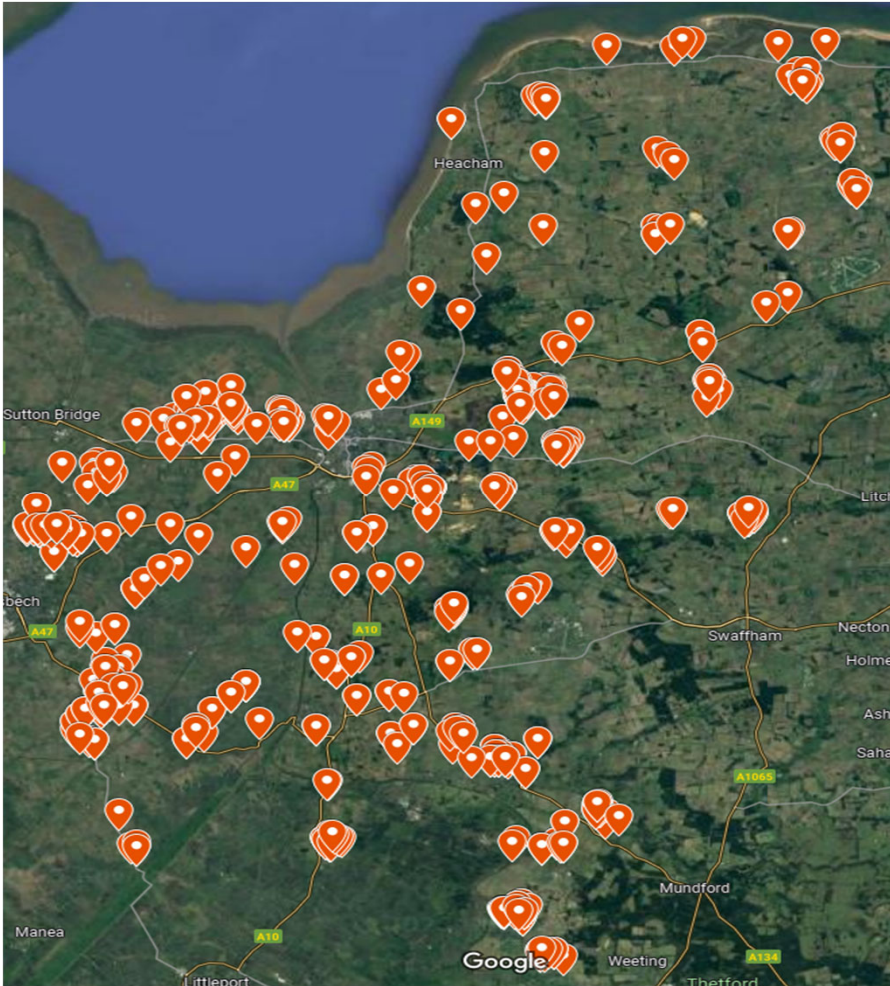 Heacham
Sutton Bridge
A149
A47
Litch
sbech
A47
A10
Swaffham
Necton
Holme
Ash
Saha
A1065
Mundford
Manea
A10
Google
Weeting
A134
Littleport
Thetford